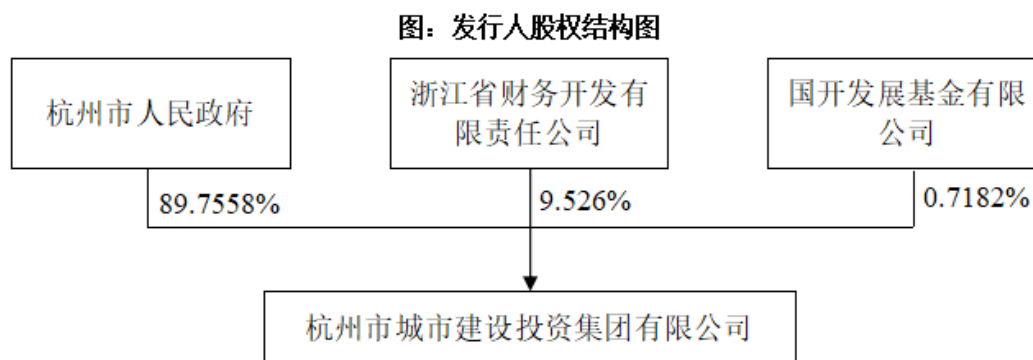 图：发行人股权结构图
杭州市人民政府
浙江省财务开发有
限责任公司
国开发展基金有限
公司
89.7558%
9.526%
0.7182%
杭州市城市建设投资集团有限公司